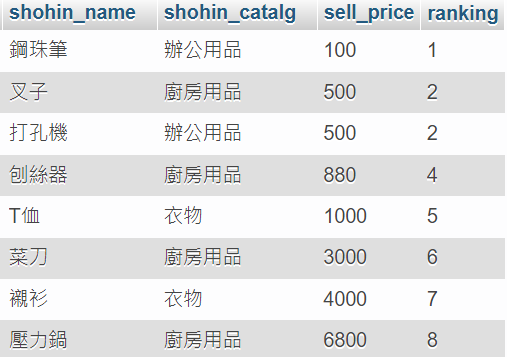 shohin_name shohin_catalg sell_price ranking
鋼珠筆 辦公用品 100 1
叉子 廚房用品 500 2
打孔機 辦公用品 500 2
刨絲器 廚房用品 880 4
T恤 衣物 1000 5
菜刀 廚房用品 3000 6
襯衫 衣物 4000 7
壓力鍋 廚房用品 6800 8